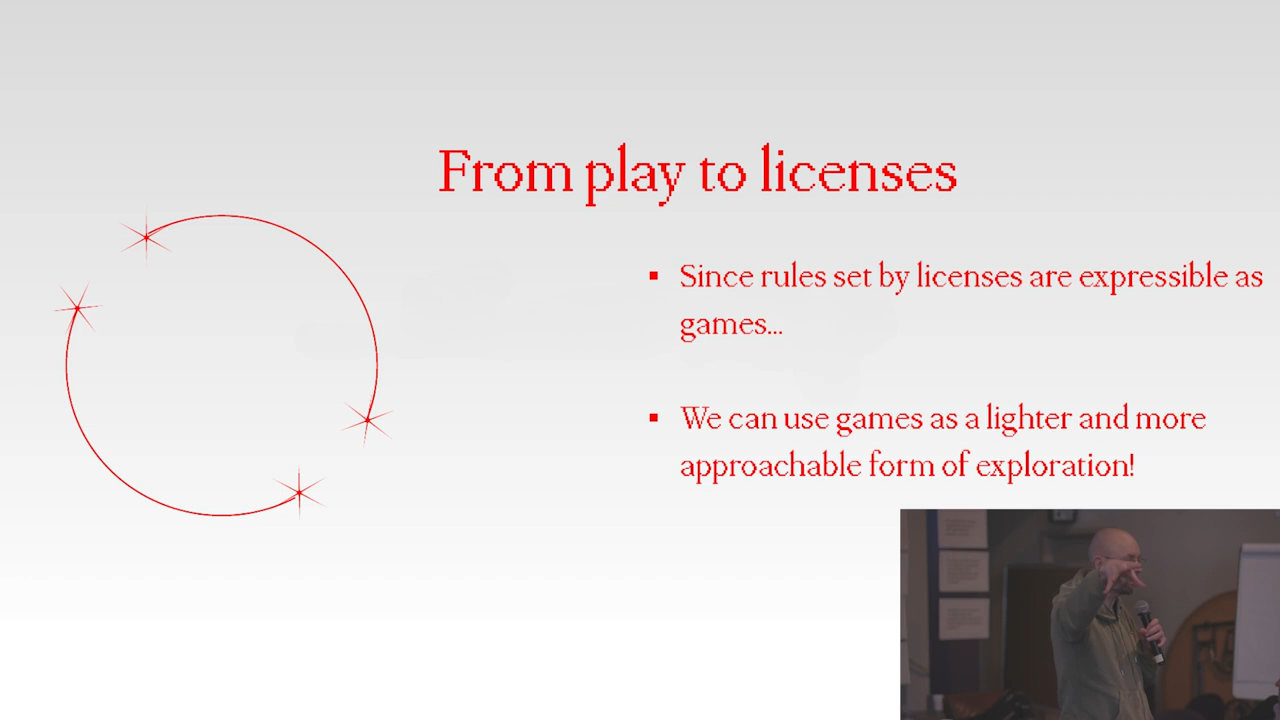 From play to licenses
▪ Since rules set by licenses are expressible as
games...
▪ We can use games as a lighter and more
approachable form of exploration!